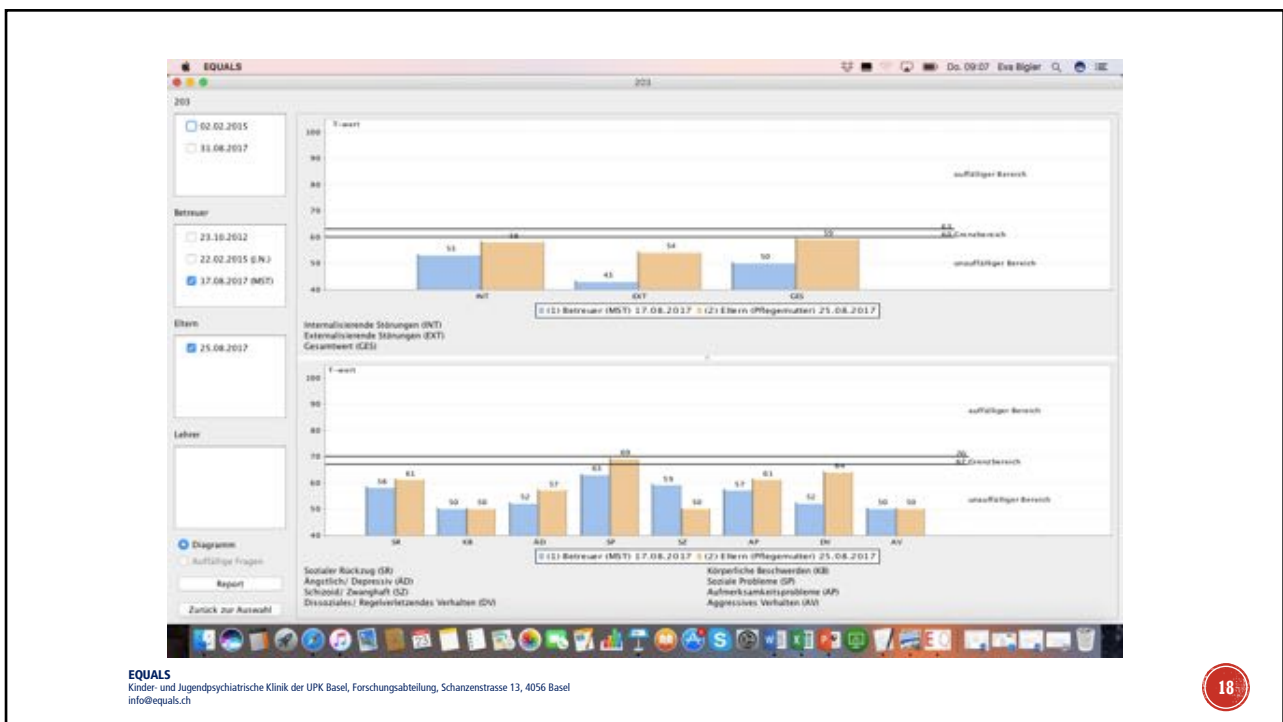 EQUALS
Do. 09:07 Eva Bigler
203
203
02.02.2015
31.08.2017
Betreuer
23.10.2012
22.02.2015 (J.N.)
17.08.2017 (MST)
Eltern
25.08.2017
Lehrer
Diagramm
Auffällige Fragen
Report
Zurück zur Auswahl
T-wert
100
90
80
70
60
50
40
auffälliger Bereich
63
60 Grenzbereich
unauffälliger Bereich
53 58 43 54 50 59
INT EXT GES
(1) Betreuer (MST) 17.08.2017 (2) Eltern (Pflegemutter) 25.08.2017
Internalisierende Störungen (INT)
Externalisierende Störungen (EXT)
Gesamtwert (GES)
T-wert
100
90
80
70
60
50
40
auffälliger Bereich
70
67 Grenzbereich
unauffälliger Bereich
61 50 50 52 57 63 69 59 50 57 61 52 64 50 50
SR KB ÄD SP SZ AP DV AV
(1) Betreuer (MST) 17.08.2017 (2) Eltern (Pflegemutter) 25.08.2017
Sozialer Rückzug (SR)
Ängstlich/ Depressiv (ÄD)
Schizoid/ Zwanghaft (SZ)
Dissoziales/ Regelverletzendes Verhalten (DV)
Körperliche Beschwerden (KB)
Soziale Probleme (SP)
Aufmerksamkeitsprobleme (AP)
Aggressives Verhalten (AV)
EQUALS
Kinder- und Jugendpsychiatrische Klinik der UPK Basel, Forschungsabteilung, Schanzenstrasse 13, 4056 Basel
info@equals.ch
18